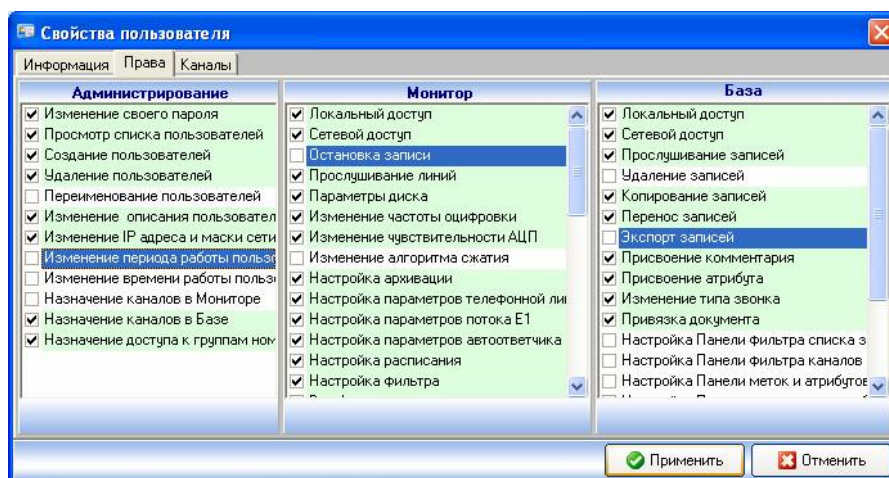 Свойства пользователя
Информация Права Каналы
Администрирование
Изменение своего пароля
Просмотр списка пользователей
Создание пользователей
Удаление пользователей
Переименование пользователей
Изменение описания пользовател
Изменение IP адреса и маски сети
Изменение периода работы пользо
Изменение времени работы пользо
Назначение каналов в Мониторе
Назначение каналов в Базе
Назначение доступа к группам ном
Монитор
Локальный доступ
Сетевой доступ
Остановка записи
Прослушивание линий
Параметры диска
Изменение частоты оцифровки
Изменение чувствительности АЦП
Изменение алгоритма сжатия
Настройка архивации
Настройка параметров телефонной ли
Настройка параметров потока Е1
Настройка параметров автоответчика
Настройка расписания
Настройка фильтра
База
Локальный доступ
Сетевой доступ
Прослушивание записей
Удаление записей
Копирование записей
Перенос записей
Экспорт записей
Присвоение комментария
Присвоение атрибута
Изменение типа звонка
Привязка документа
Настройка Панели фильтра списка з
Настройка Панели фильтра каналов
Настройка Панели меток и атрибутов
Применить Отменить